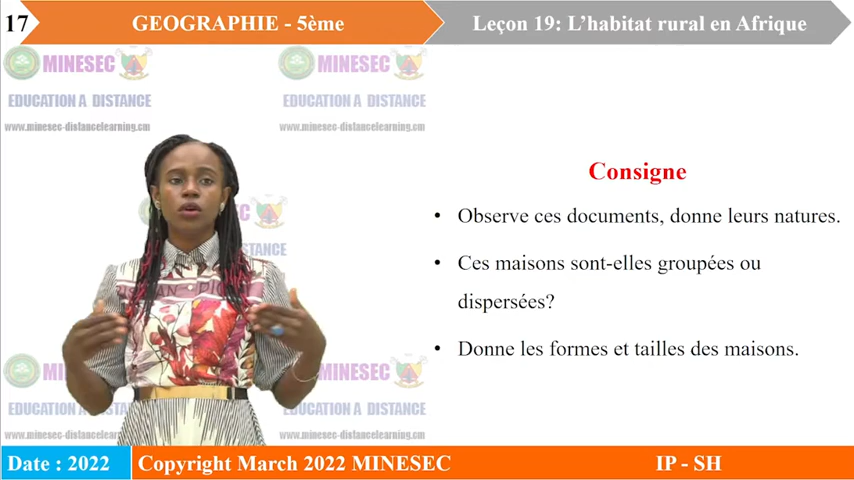 17
GEOGRAPHIE - 5ème
Leçon 19: L’habitat rural en Afrique
MINESEC
MINESEC
EDUCATION A DISTANCE
EDUCATION A DISTANCE
www.minesec-distancelearning.cm
www.minesec-distancelearning.cm
Consigne
• Observe ces documents, donne leurs natures.
DISTANCE
• Ces maisons sont-elles groupées ou
dispersées?
• Donne les formes et tailles des maisons.
MINESEC
EDUCATION
EDUCATION A DISTANCE
www.minesec-distancelearning.cm
Date : 2022
Copyright March 2022 MINESEC
IP - SH